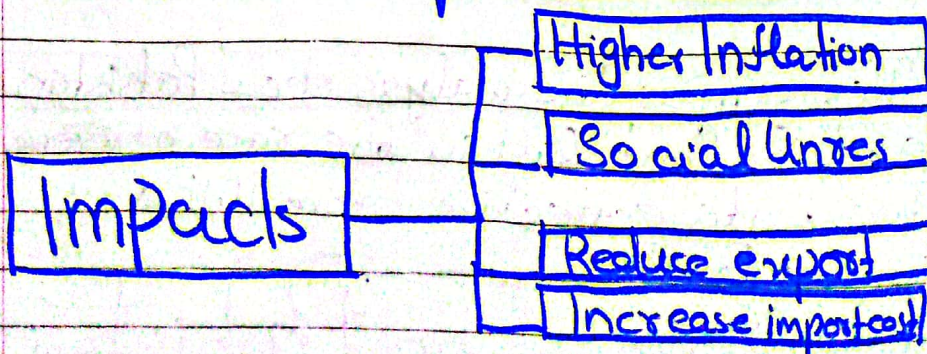 Higher Inflation
Social Unres
Impacts
Reduce export
Increase import cost